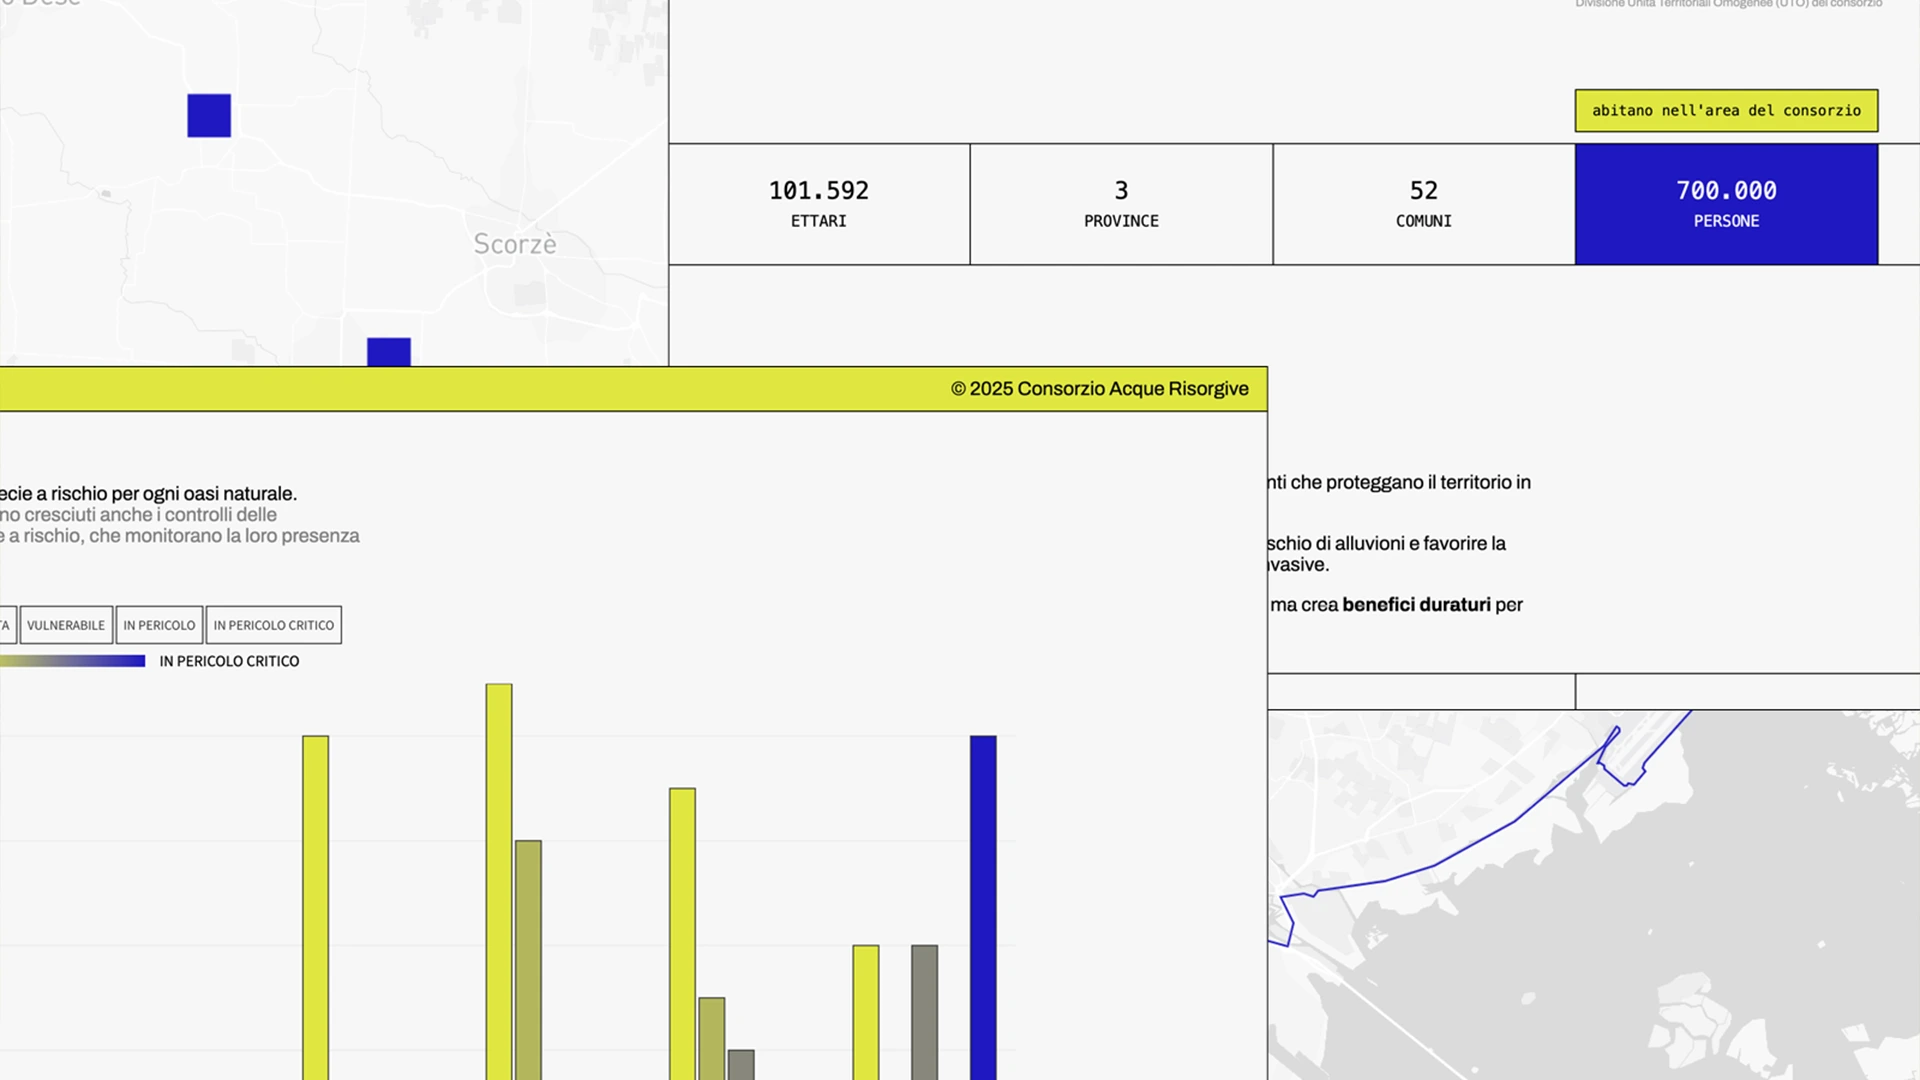 Divisione Unità Territoriali Omogenee (UTO) del consorzio
abitano nell'area del consorzio
101.592
ETTARI
3
PROVINCE
52
COMUNI
700.000
PERSONE
Scorzè
© 2025 Consorzio Acque Risorgive
ecie a rischio per ogni oasi naturale.
no cresciuti anche i controlli delle
e a rischio, che monitorano la loro presenza
TA
VULNERABILE
IN PERICOLO
IN PERICOLO CRITICO
IN PERICOLO CRITICO
nti che proteggano il territorio in
schio di alluvioni e favorire la
nvasive.
ma crea benefici duraturi per